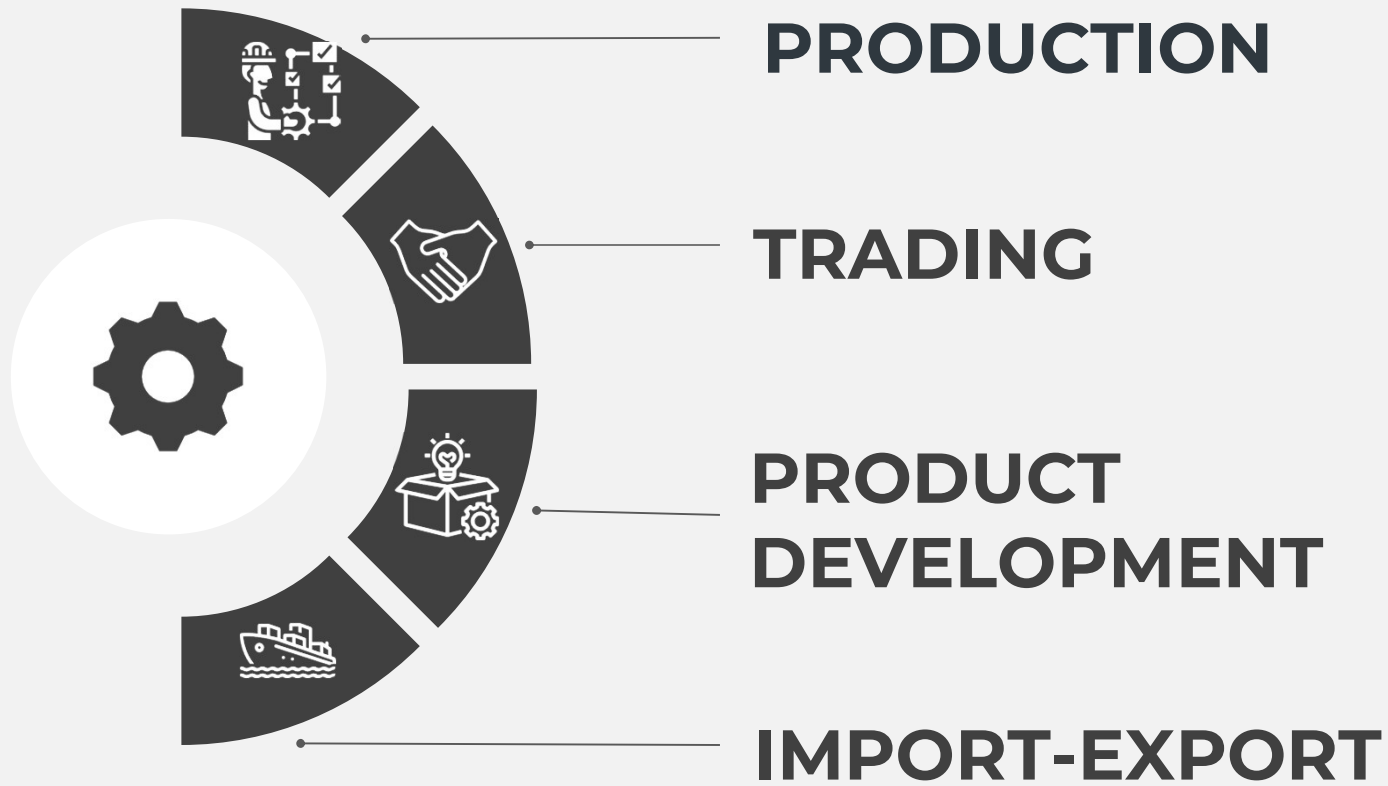 PRODUCTION
TRADING
PRODUCT
DEVELOPMENT
IMPORT-EXPORT